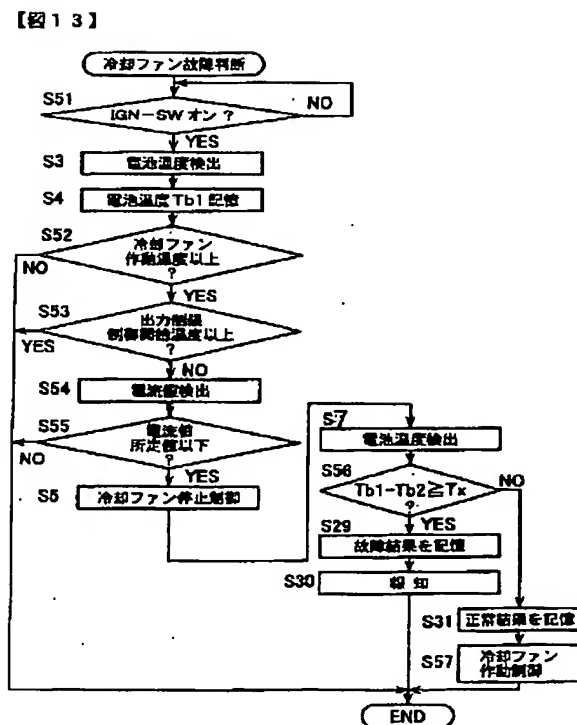 【図13】
冷却ファン故障判断
S51
IGN-SWオン?
NO
YES
S3
電池温度検出
S4
電池温度Tb1記憶
S52
冷却ファン
作動温度以上
?
NO
YES
S53
出力制限
制御開始温度以上
?
YES
NO
S54
電流値検出
S55
電流値
所定値以下
?
NO
YES
S5
冷却ファン停止制御
S7
電池温度検出
S56
Tb1-Tb2≧Tx
?
NO
YES
S29
故障結果を記憶
S30
報知
S31
正常結果を記憶
S57
冷却ファン
作動制御
END